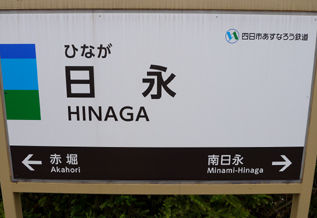 四日市あすなろう鉄道
ひなが
日永
HINAGA
赤堀
Akahori
南日永
Minami-Hinaga